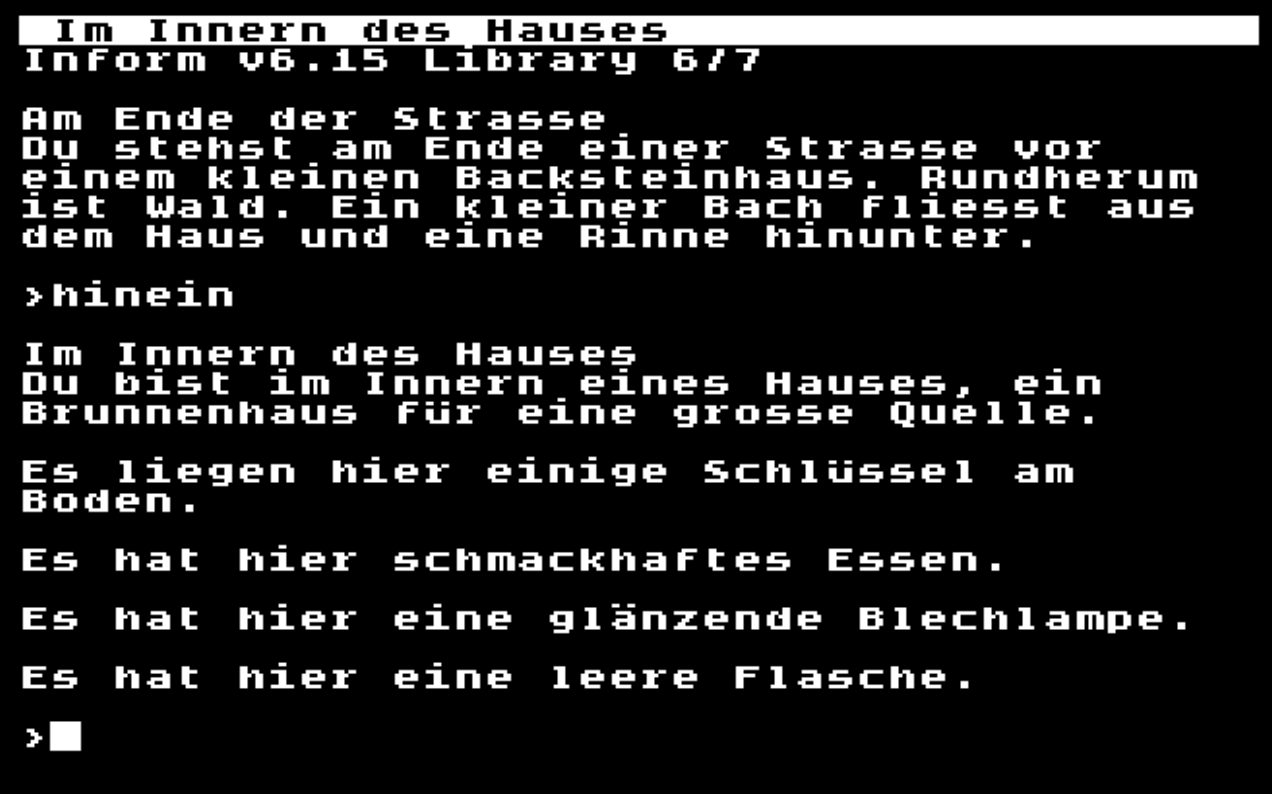 Im Innern des Hauses
Inform v6.15 Library 6/7
Am Ende der Strasse
Du stehst am Ende einer Strasse vor
einem kleinen Backsteinhaus. Rundherum
ist Wald. Ein kleiner Bach fliesst aus
dem Haus und eine Rinne hinunter.
>hinein
Im Innern des Hauses
Du bist im Innern eines Hauses, ein
Brunnenhaus für eine grosse Quelle.
Es liegen hier einige Schlüssel am
Boden.
Es hat hier schmackhaftes Essen.
Es hat hier eine glänzende Blechlampe.
Es hat hier eine leere Flasche.
>